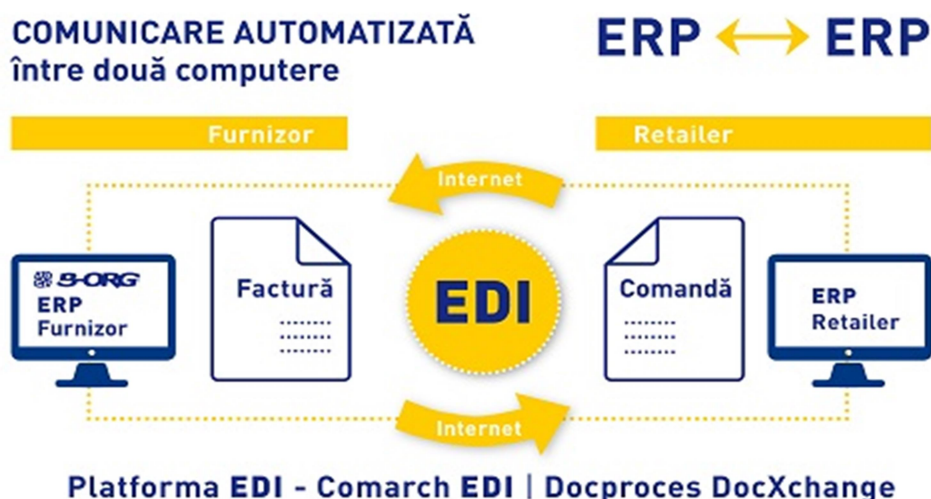 COMUNICARE AUTOMATIZATĂ
între două computere
ERP ERP
Furnizor
Retailer
Internet
B-ORG
ERP
Furnizor
Factură
EDI
Comandă
ERP
Retailer
Internet
Platforma EDI - Comarch EDI | Docproces DocXchange